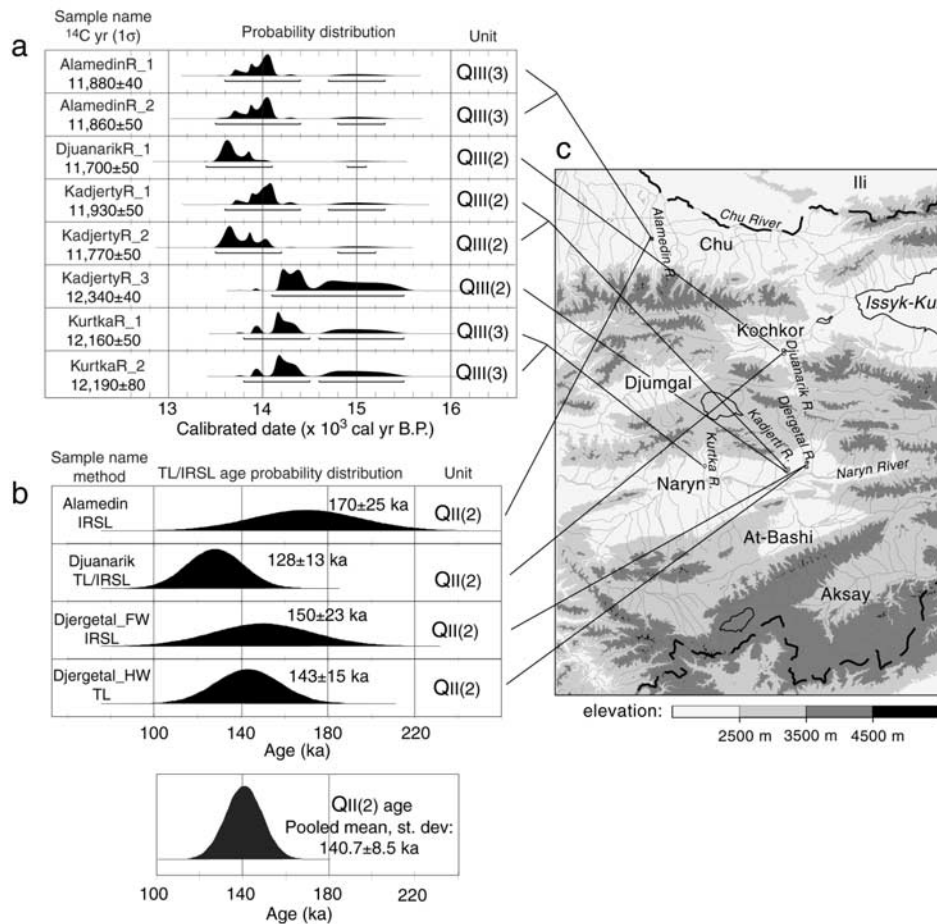 a
Sample name
¹⁴C yr (1σ)
Probability distribution
Unit
AlamedinR_1
11,880±40
QIII(3)
AlamedinR_2
11,860±50
QIII(3)
DjuanarikR_1
11,700±50
QIII(2)
KadjertyR_1
11,930±50
QIII(2)
KadjertyR_2
11,770±50
QIII(2)
KadjertyR_3
12,340±40
QIII(2)
KurtkaR_1
12,160±50
QIII(3)
KurtkaR_2
12,190±80
QIII(3)
13 14 15 16
Calibrated date (x 10³ cal yr B.P.)
b
Sample name
method
TL/IRSL age probability distribution
Unit
Alamedin
IRSL
170±25 ka
QII(2)
Djuanarik
TL/IRSL
128±13 ka
QII(2)
Djergetal_FW
IRSL
150±23 ka
QII(2)
Djergetal_HW
TL
143±15 ka
QII(2)
100 140 180 220
Age (ka)
QII(2) age
Pooled mean, st. dev:
140.7±8.5 ka
100 140 180 220
Age (ka)
c
Ili
Alamedin R.
Chu River
Chu
Issyk-Ku
Kochkor
Djuanarik R.
Djumgal
Djergetal R.
Kadjerti R.
Kurtka R.
Naryn River
Naryn
At-Bashi
Aksay
elevation:
2500 m 3500 m 4500 m